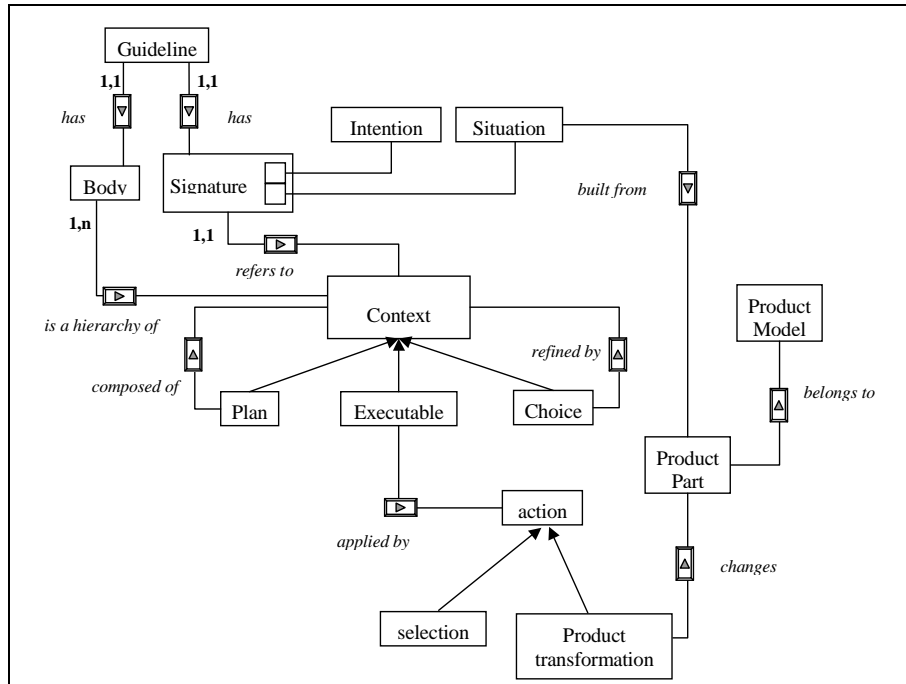 Guideline
1,1
1,1
has
has
Intention
Situation
Body
Signature
built from
1,n
1,1
refers to
is a hierarchy of
Context
Product
Model
refined by
composed of
belongs to
Plan
Executable
Choice
Product
Part
action
applied by
changes
selection
Product
transformation